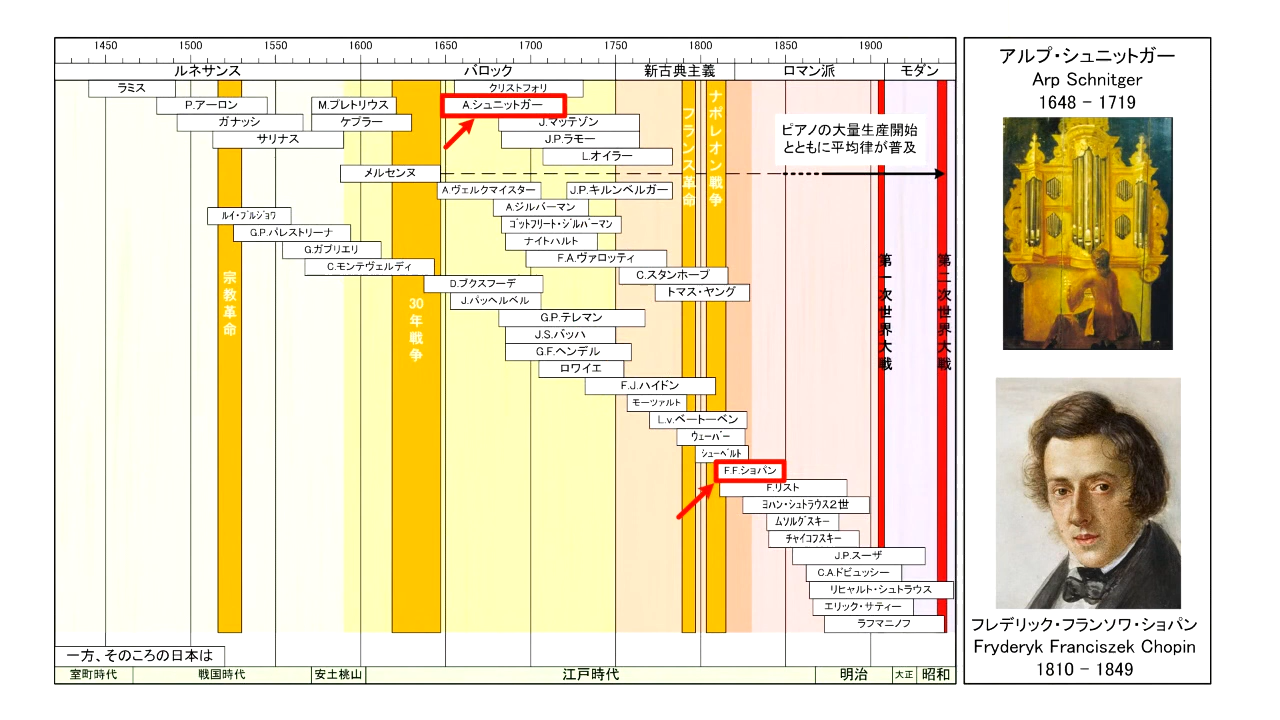 1450 1500 1550 1600 1650 1700 1750 1800 1850 1900
ルネサンス バロック 新古典主義 ロマン派 モダン
ラミス
クリストフォリ
P.アーロン
M.プレトリウス
A.シュニットガー
ガナッシ
ケプラー
J.マッテゾン
サリナス
J.P.ラモー
L.オイラー
メルセンヌ
A.ヴェルクマイスター
J.P.キルンベルガー
A.ジルバーマン
ルイ・ブルジョワ
ゴットフリート・ジルバーマン
G.P.パレストリーナ
ナイトハルト
G.ガブリエリ
F.A.ヴァロッティ
C.モンテヴェルディ
C.スタンホープ
D.ブクスフーデ
トマス・ヤング
J.パッヘルベル
G.P.テレマン
J.S.バッハ
G.F.ヘンデル
ロワイエ
F.J.ハイドン
モーツァルト
L.v.ベートーベン
ウェーバー
シューベルト
F.F.ショパン
F.リスト
ヨハン・シュトラウス2世
ムソルグスキー
チャイコフスキー
J.P.スーザ
C.A.ドビュッシー
リヒャルト・シュトラウス
エリック・サティー
ラフマニノフ
宗教革命
30年戦争
フランス革命
ナポレオン戦争
第一次世界大戦
第二次世界大戦
ピアノの大量生産開始
とともに平均律が普及
一方、そのころの日本は
室町時代 戦国時代 安土桃山 江戸時代 明治 大正 昭和
アルプ・シュニットガー
Arp Schnitger
1648 – 1719
フレデリック・フランソワ・ショパン
Fryderyk Franciszek Chopin
1810 – 1849